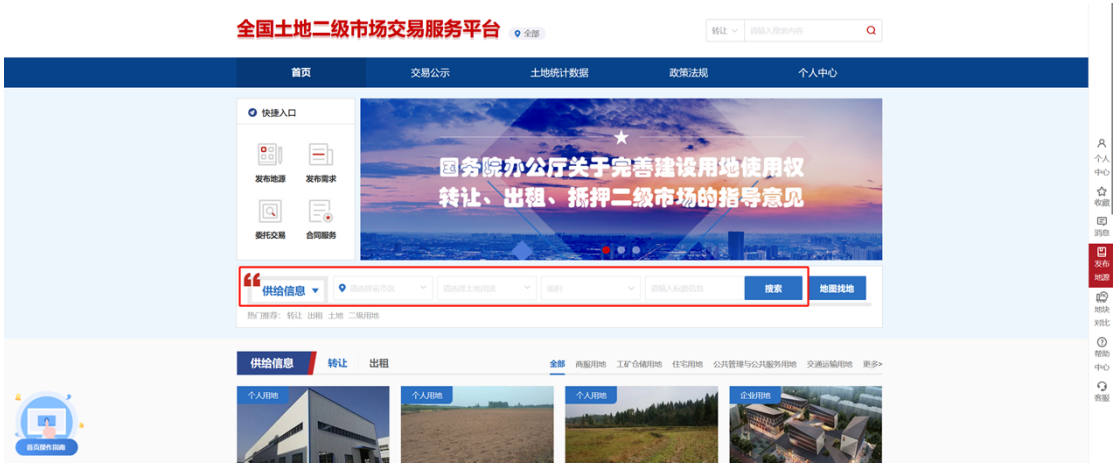 全国土地二级市场交易服务平台 全部 转让 请输入搜索内容
首页 交易公示 土地统计数据 政策法规 个人中心
快捷入口
发布地源 发布需求
委托交易 合同服务
国务院办公厅关于完善建设用地使用权
转让、出租、抵押二级市场的指导意见
供给信息 请选择省市区 请选择土地用途 面积 请输入标题信息 搜索 地图找地
热门推荐: 转让 出租 土地 二级用地
供给信息 转让 出租 全部 商服用地 工矿仓储用地 住宅用地 公共管理与公共服务用地 交通运输用地 更多>
个人用地 个人用地 个人用地 企业用地
首页操作指南
个人
中心
收藏
消息
发布
地源
地块
对比
帮助
中心
客服